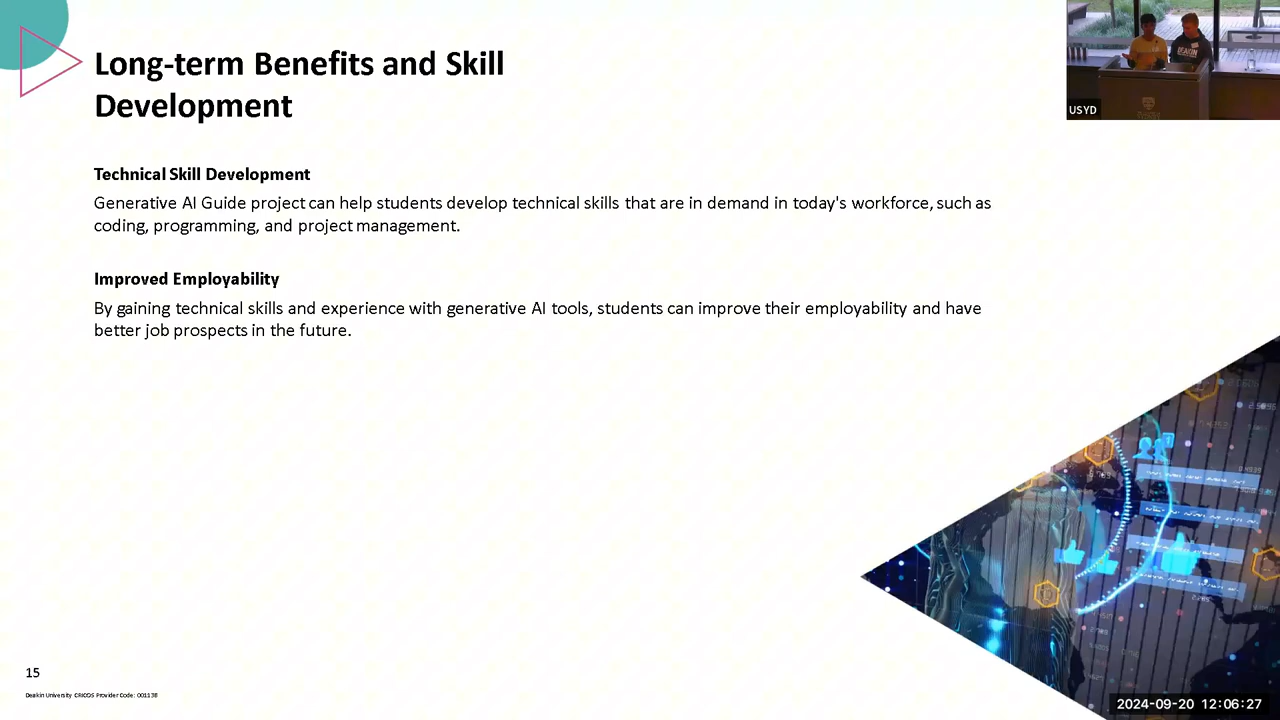 Long-term Benefits and Skill
Development
Technical Skill Development
Generative AI Guide project can help students develop technical skills that are in demand in today's workforce, such as
coding, programming, and project management.
Improved Employability
By gaining technical skills and experience with generative AI tools, students can improve their employability and have
better job prospects in the future.
USYD
DEAKIN
15
Deakin University CRICOS Provider Code: 00113B
2024-09-20 12:06:27